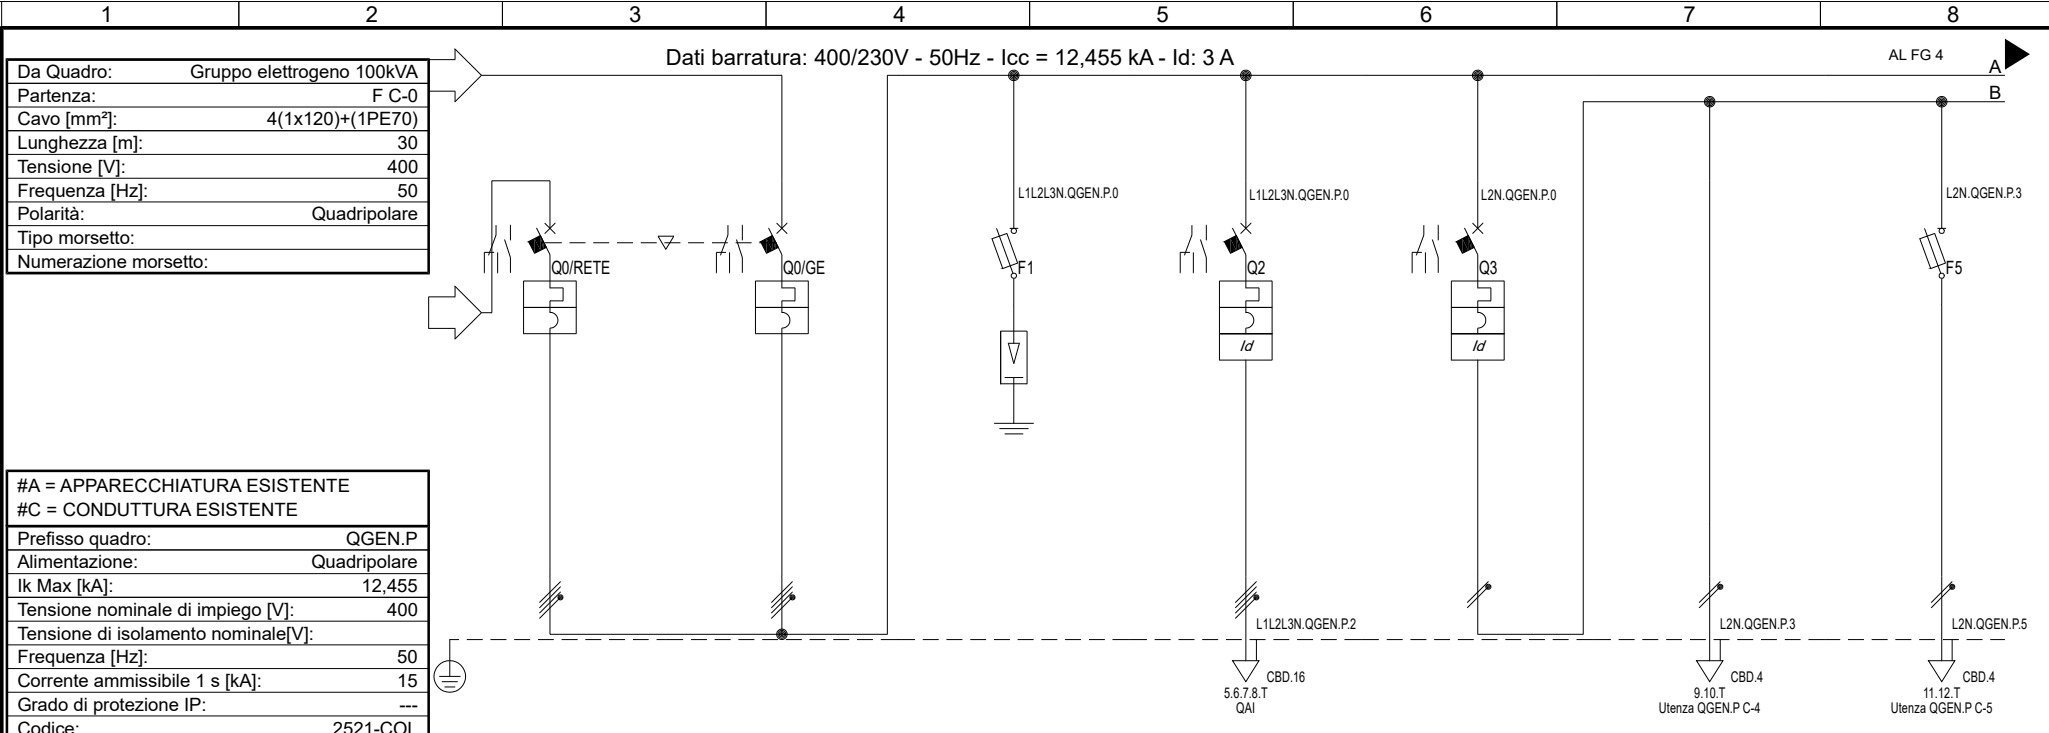 1 2 3 4 5 6 7 8
Dati barratura: 400/230V - 50Hz - Icc = 12,455 kA - Id: 3 A
AL FG 4
A
B
Da Quadro: Gruppo elettrogeno 100kVA
Partenza: F C-0
Cavo [mm²]: 4(1x120)+(1PE70)
Lunghezza [m]: 30
Tensione [V]: 400
Frequenza [Hz]: 50
Polarità: Quadripolare
Tipo morsetto:
Numerazione morsetto:
L1L2L3N.QGEN.P.0
L1L2L3N.QGEN.P.0
L2N.QGEN.P.0
L2N.QGEN.P.3
Q0/RETE
Q0/GE
F1
Q2
Q3
F5
Id
Id
#A = APPARECCHIATURA ESISTENTE
#C = CONDUTTURA ESISTENTE
Prefisso quadro: QGEN.P
Alimentazione: Quadripolare
Ik Max [kA]: 12,455
Tensione nominale di impiego [V]: 400
Tensione di isolamento nominale[V]:
Frequenza [Hz]: 50
Corrente ammissibile 1 s [kA]: 15
Grado di protezione IP: ---
Codice: 2521-COL
L1L2L3N.QGEN.P.2
L2N.QGEN.P.3
L2N.QGEN.P.5
CBD.16
5.6.7.8.T
QAI
CBD.4
9.10.T
Utenza QGEN.P C-4
CBD.4
11.12.T
Utenza QGEN.P C-5